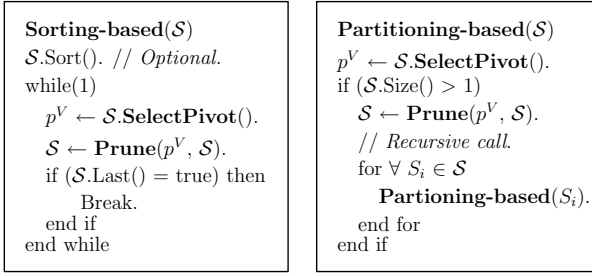 Sorting-based(𝒮)
𝒮.Sort(). // Optional.
while(1)
p^V ← 𝒮.SelectPivot().
𝒮 ← Prune(p^V, 𝒮).
if (𝒮.Last() = true) then
Break.
end if
end while
Partitioning-based(𝒮)
p^V ← 𝒮.SelectPivot().
if (𝒮.Size() > 1)
𝒮 ← Prune(p^V, 𝒮).
// Recursive call.
for ∀ S_i ∈ 𝒮
Partioning-based(S_i).
end for
end if